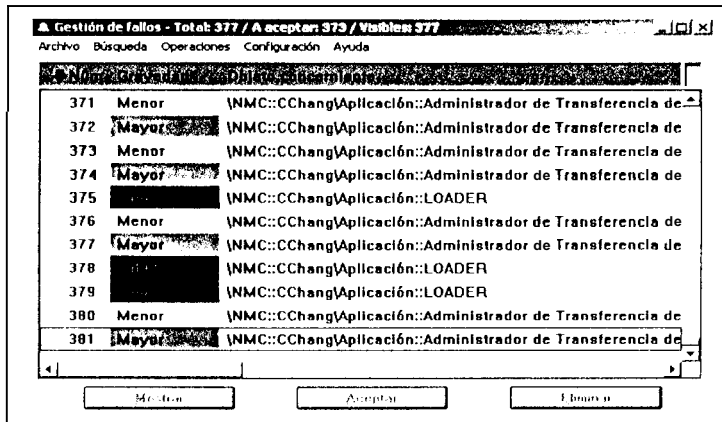 Gestión de fallos - Total: 377 / A aceptar: 373 / Visibles: 377
Archivo Búsqueda Operaciones Configuración Ayuda
371 Menor \NMC::CChang\Aplicación::Administrador de Transferencia de
372 Mayor \NMC::CChang\Aplicación::Administrador de Transferencia de
373 Menor \NMC::CChang\Aplicación::Administrador de Transferencia de
374 Mayor \NMC::CChang\Aplicación::Administrador de Transferencia de
375 \NMC::CChang\Aplicación::LOADER
376 Menor \NMC::CChang\Aplicación::Administrador de Transferencia de
377 Mayor \NMC::CChang\Aplicación::Administrador de Transferencia de
378 \NMC::CChang\Aplicación::LOADER
379 \NMC::CChang\Aplicación::LOADER
380 Menor \NMC::CChang\Aplicación::Administrador de Transferencia de
381 Mayor \NMC::CChang\Aplicación::Administrador de Transferencia de
Mostrar Aceptar Eliminar